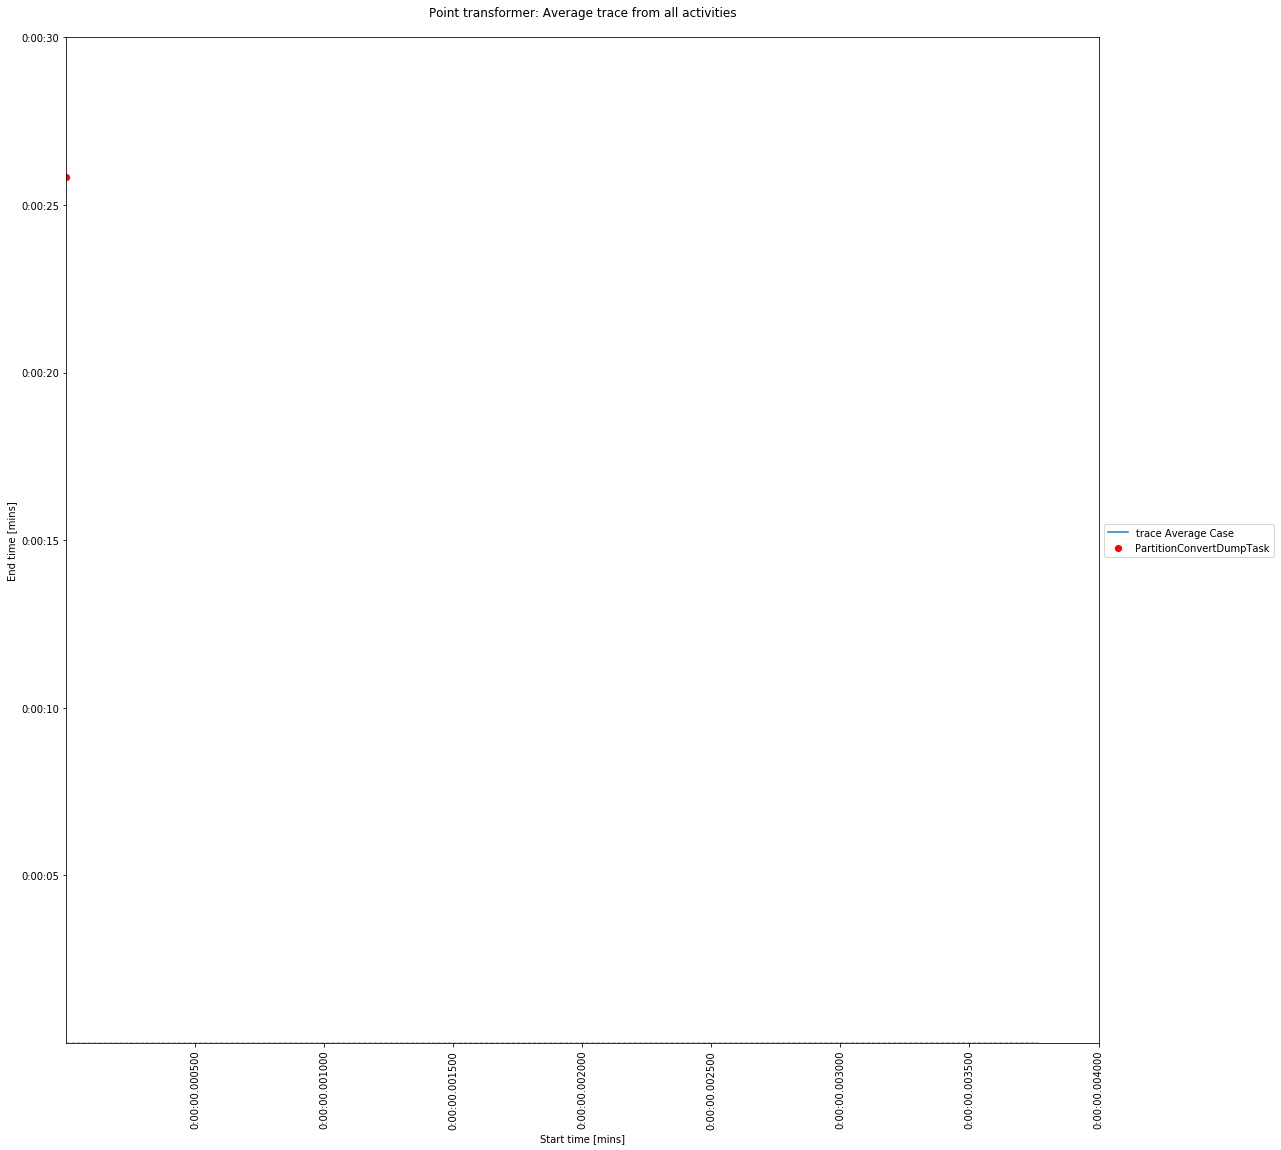 Point transformer: Average trace from all activities
0:00:30
0:00:25
0:00:20
0:00:15
0:00:10
0:00:05
End time [mins]
trace Average Case
PartitionConvertDumpTask
0:00:00.000500
0:00:00.001000
0:00:00.001500
0:00:00.002000
0:00:00.002500
0:00:00.003000
0:00:00.003500
0:00:00.004000
Start time [mins]